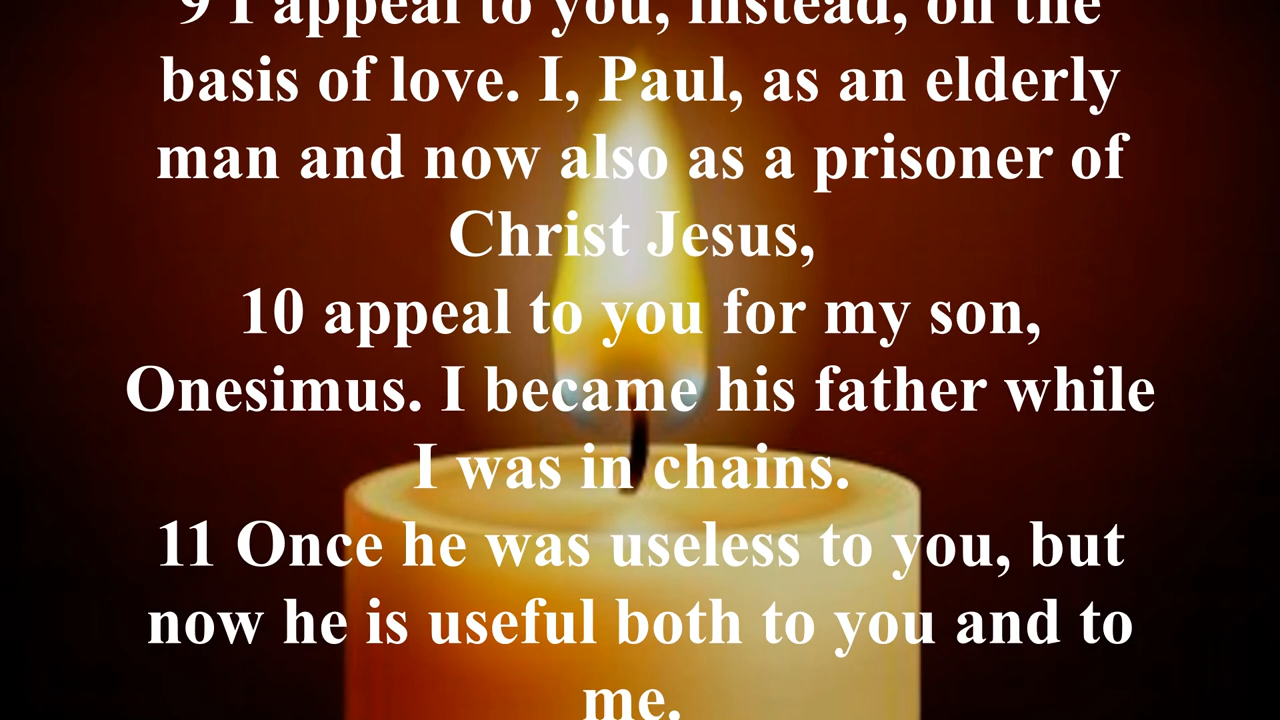 9 I appeal to you, instead, on the
basis of love. I, Paul, as an elderly
man and now also as a prisoner of
Christ Jesus,
10 appeal to you for my son,
Onesimus. I became his father while
I was in chains.
11 Once he was useless to you, but
now he is useful both to you and to
me.